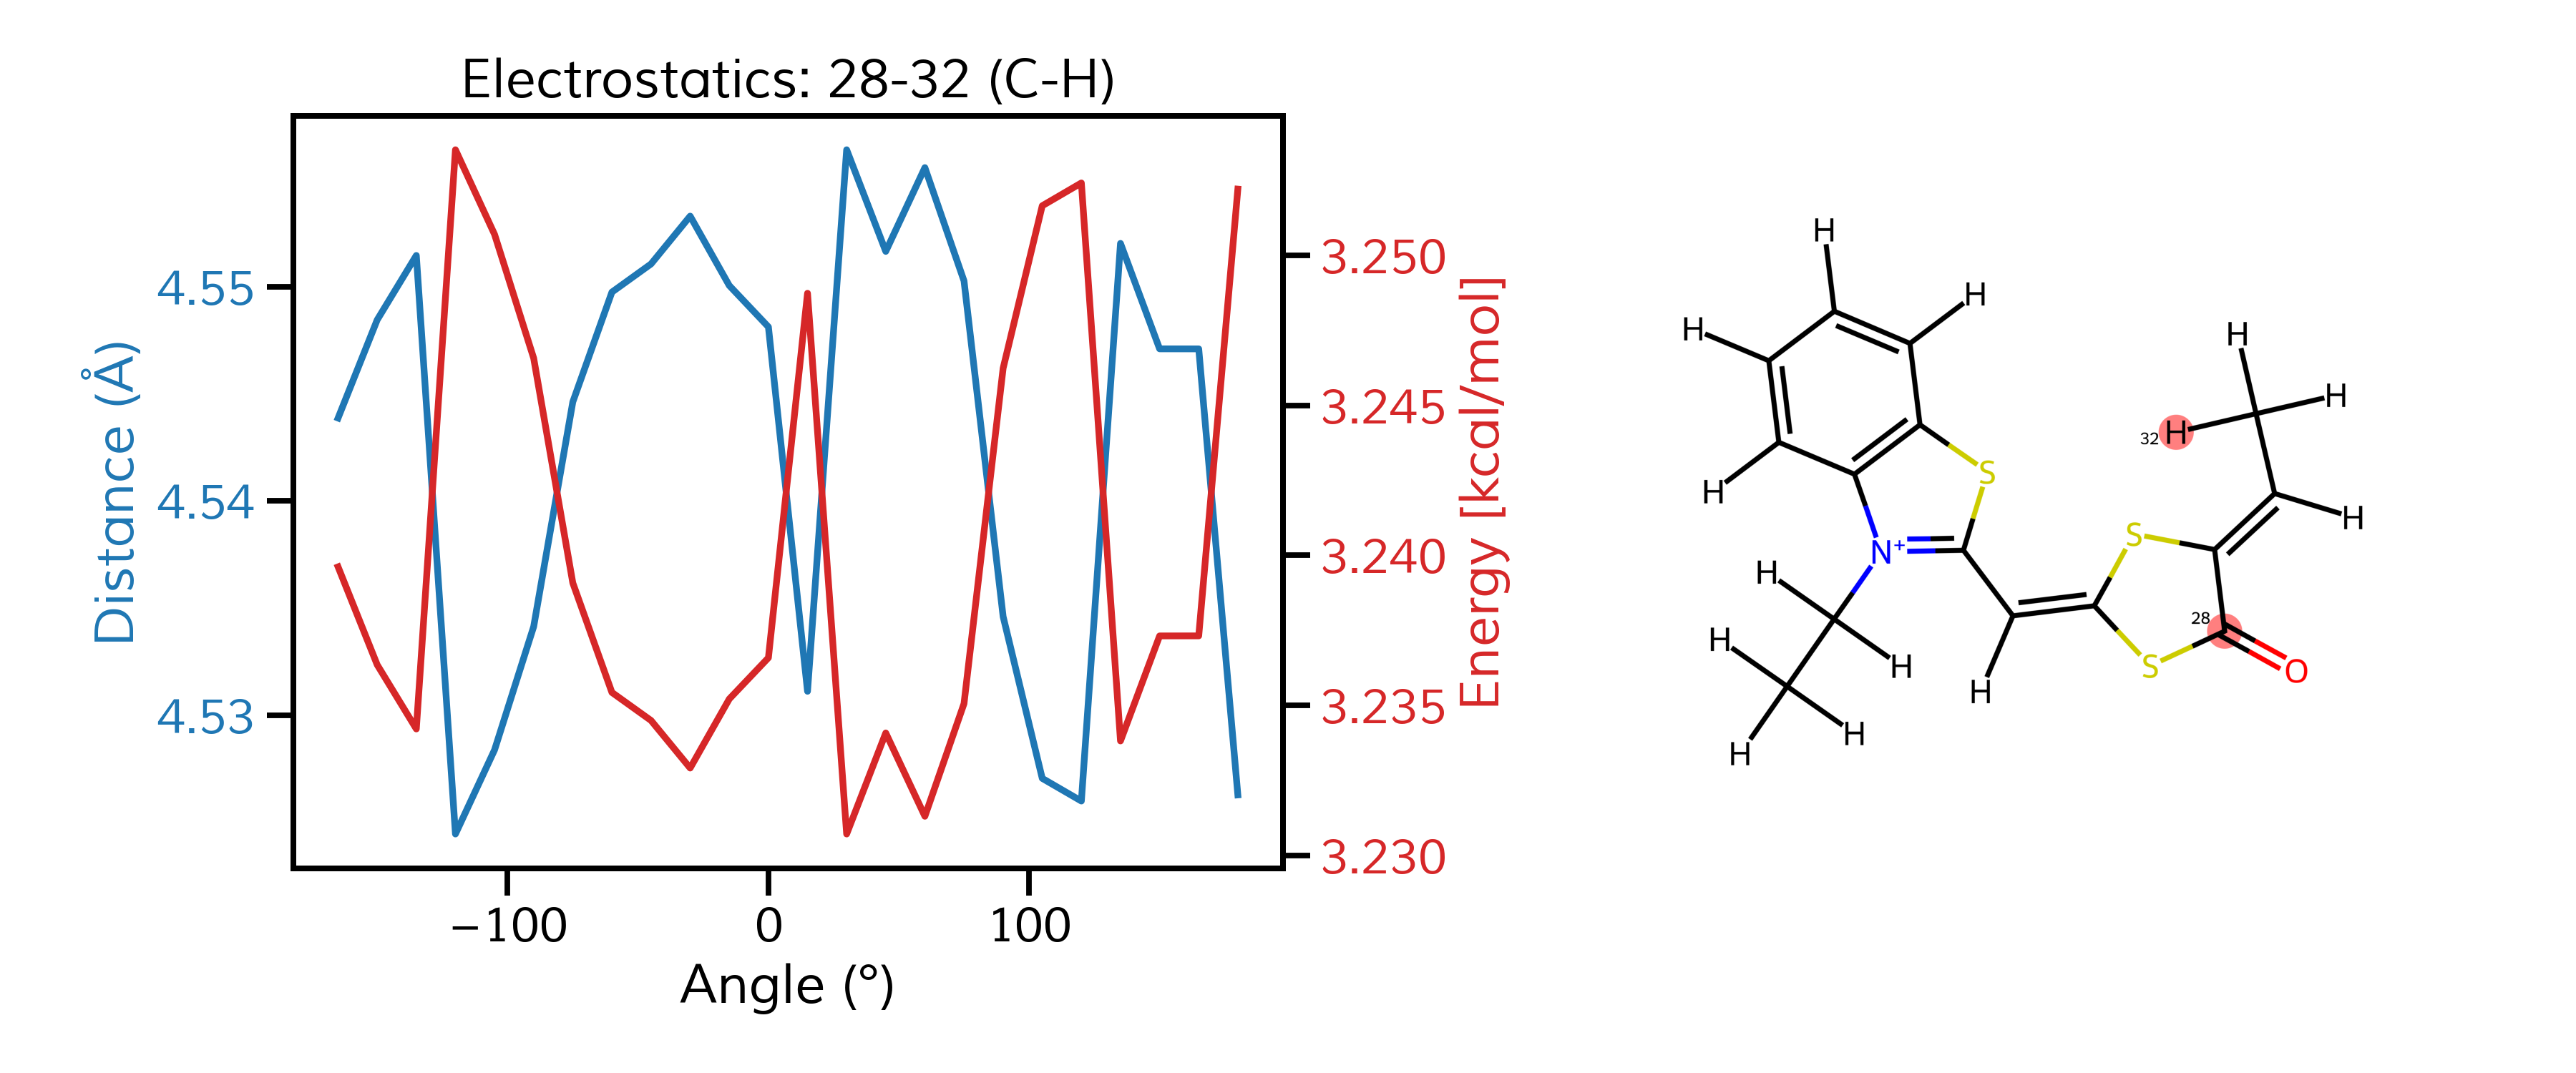 Electrostatics: 28-32 (C-H)
Distance (Å)
4.55
4.54
4.53
−100
0
100
Angle (°)
3.250
3.245
3.240
3.235
3.230
Energy [kcal/mol]
H
H
H
H
H
H
32 H
S
H
S
N+
H
28
H
H
S
O
H
H
H